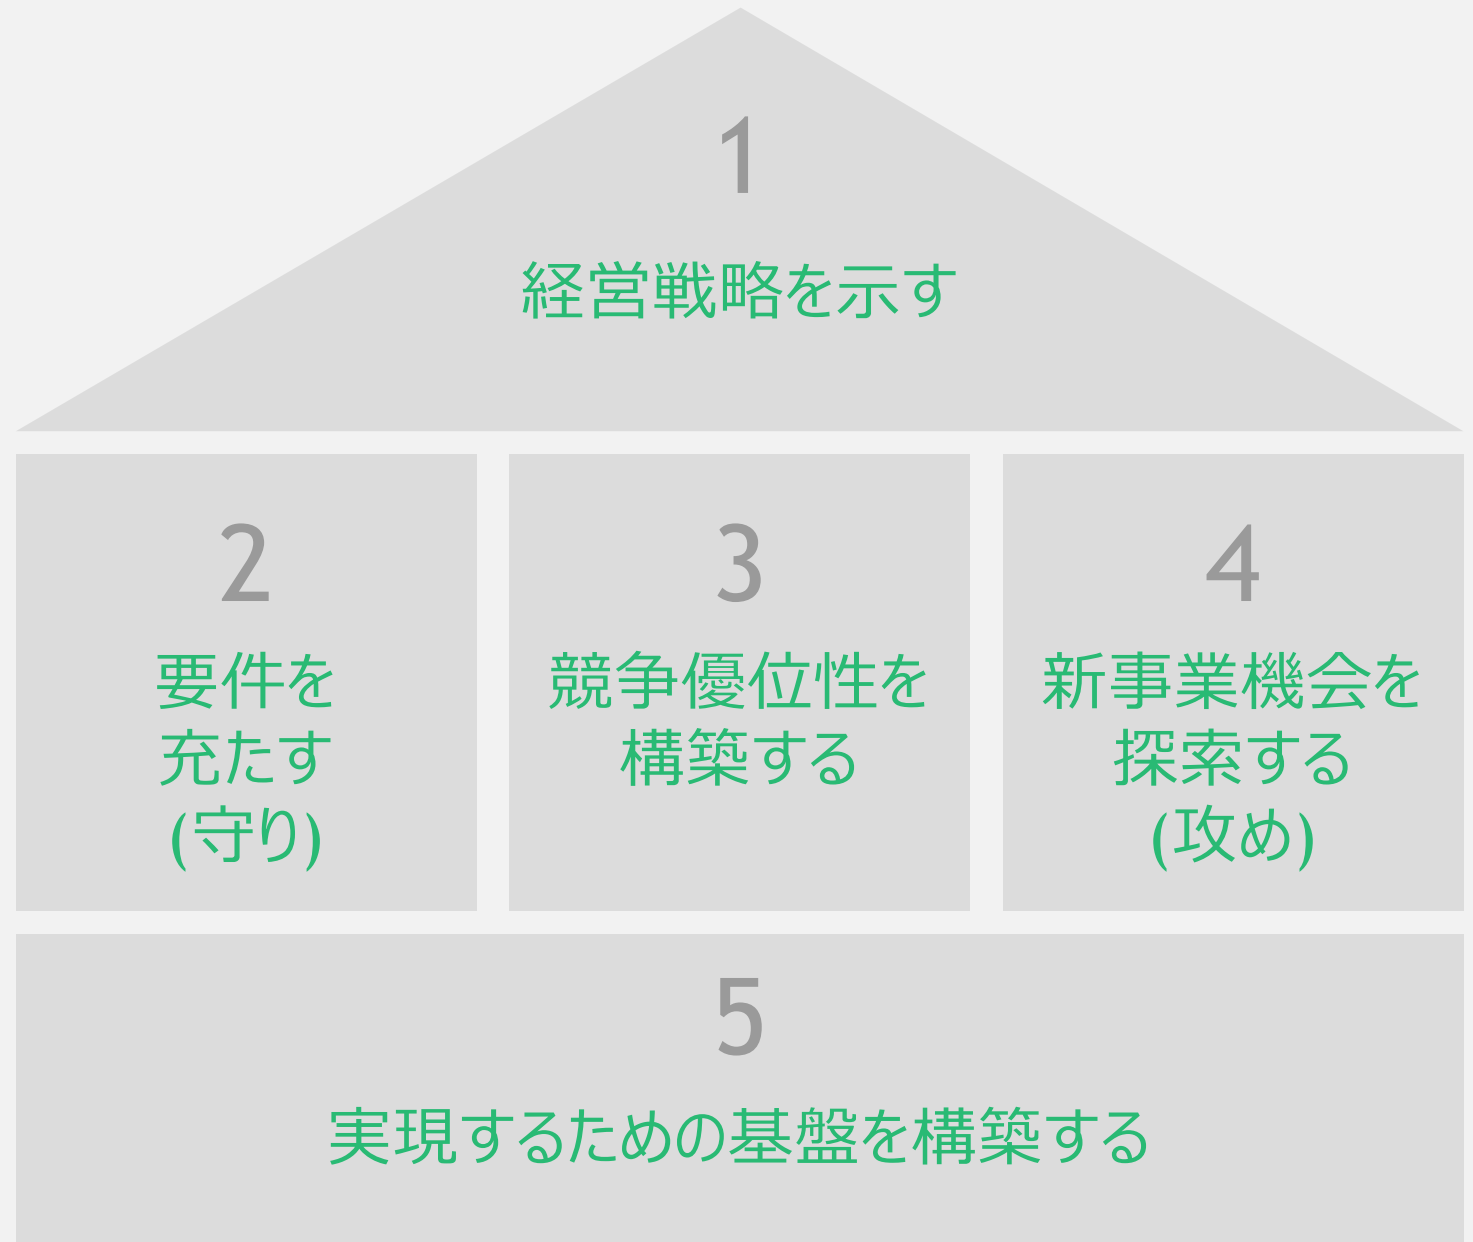 1
経営戦略を示す
2
要件を
充たす
(守り)
3
競争優位性を
構築する
4
新事業機会を
探索する
(攻め)
5
実現するための基盤を構築する